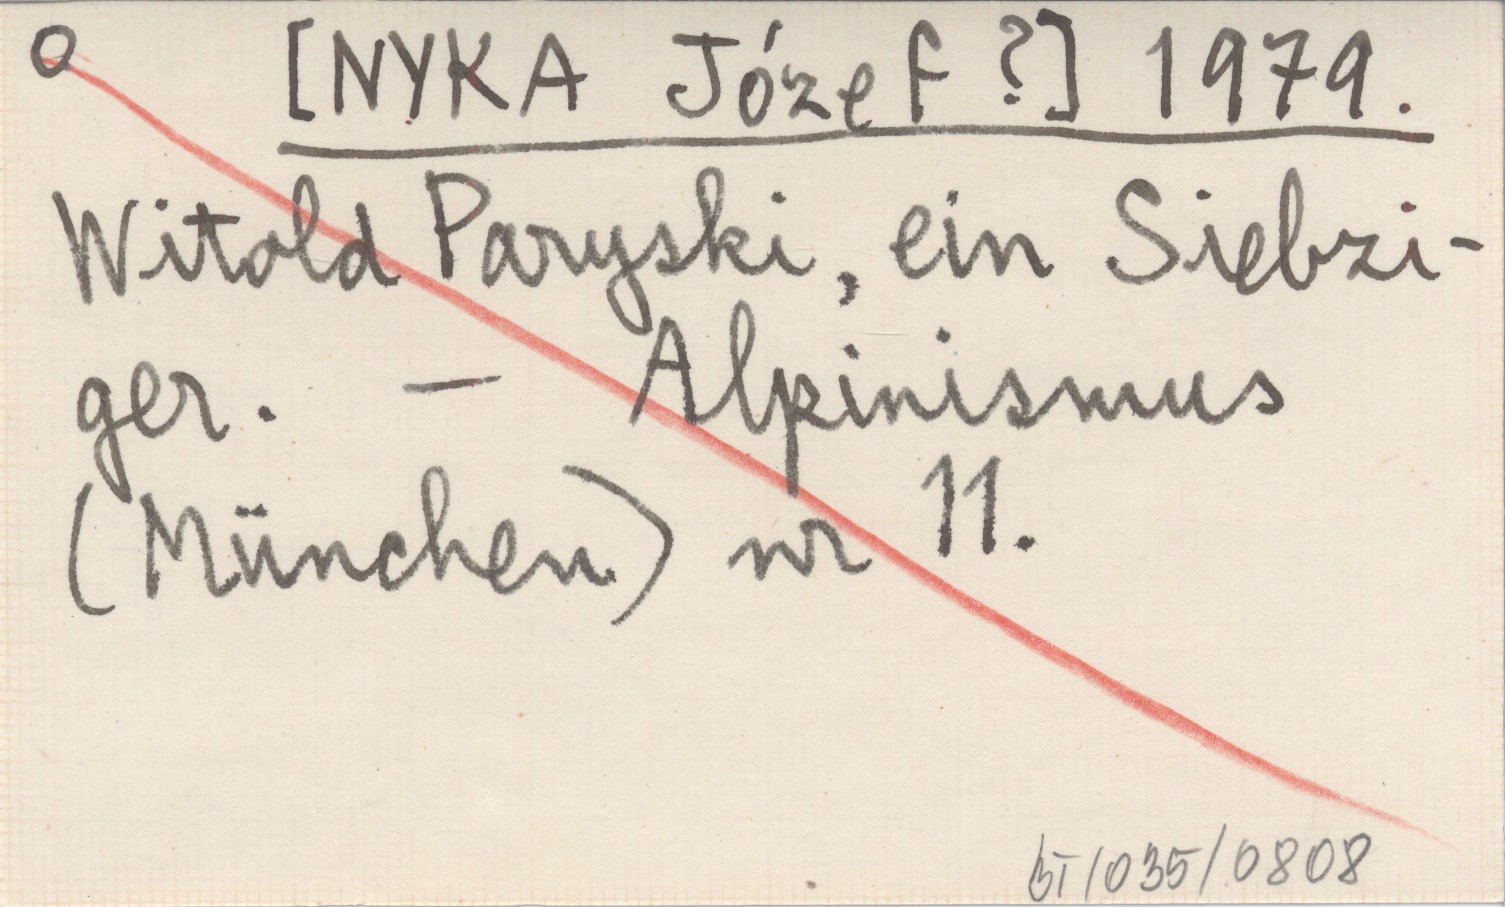 O [NYKA Józef ?] 1979.
Witold Paryski, ein Siebzi-
ger. — Alpinismus
(München) nr 11.
BT/035/0808